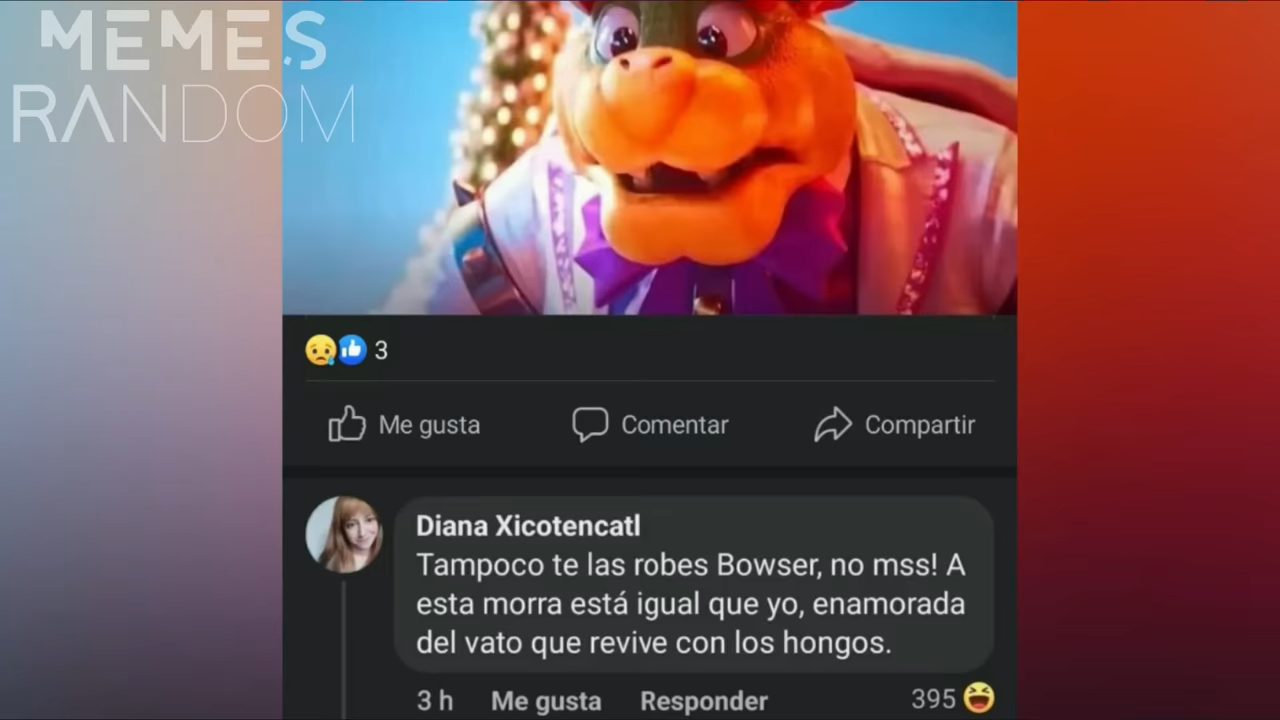 MEMES
RANDOM
3
Me gusta
Comentar
Compartir
Diana Xicotencatl
Tampoco te las robes Bowser, no mss! A
esta morra está igual que yo, enamorada
del vato que revive con los hongos.
3 h
Me gusta
Responder
395